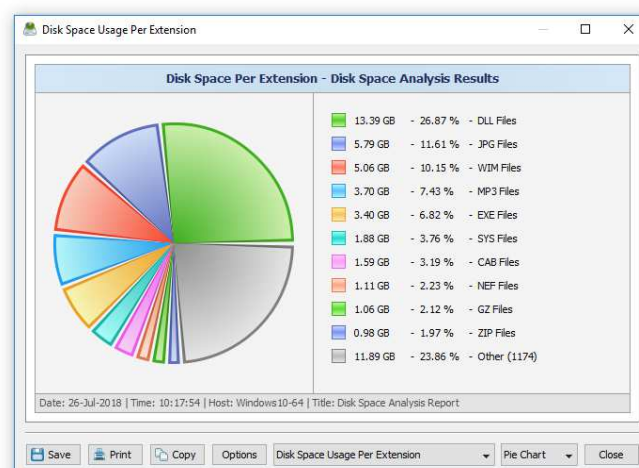 Disk Space Usage Per Extension
Disk Space Per Extension - Disk Space Analysis Results
13.39 GB - 26.87 % - DLL Files
5.79 GB - 11.61 % - JPG Files
5.06 GB - 10.15 % - WIM Files
3.70 GB - 7.43 % - MP3 Files
3.40 GB - 6.82 % - EXE Files
1.88 GB - 3.76 % - SYS Files
1.59 GB - 3.19 % - CAB Files
1.11 GB - 2.23 % - NEF Files
1.06 GB - 2.12 % - GZ Files
0.98 GB - 1.97 % - ZIP Files
11.89 GB - 23.86 % - Other (1174)
Date: 26-Jul-2018 | Time: 10:17:54 | Host: Windows10-64 | Title: Disk Space Analysis Report
Save Print Copy Options Disk Space Usage Per Extension Pie Chart Close